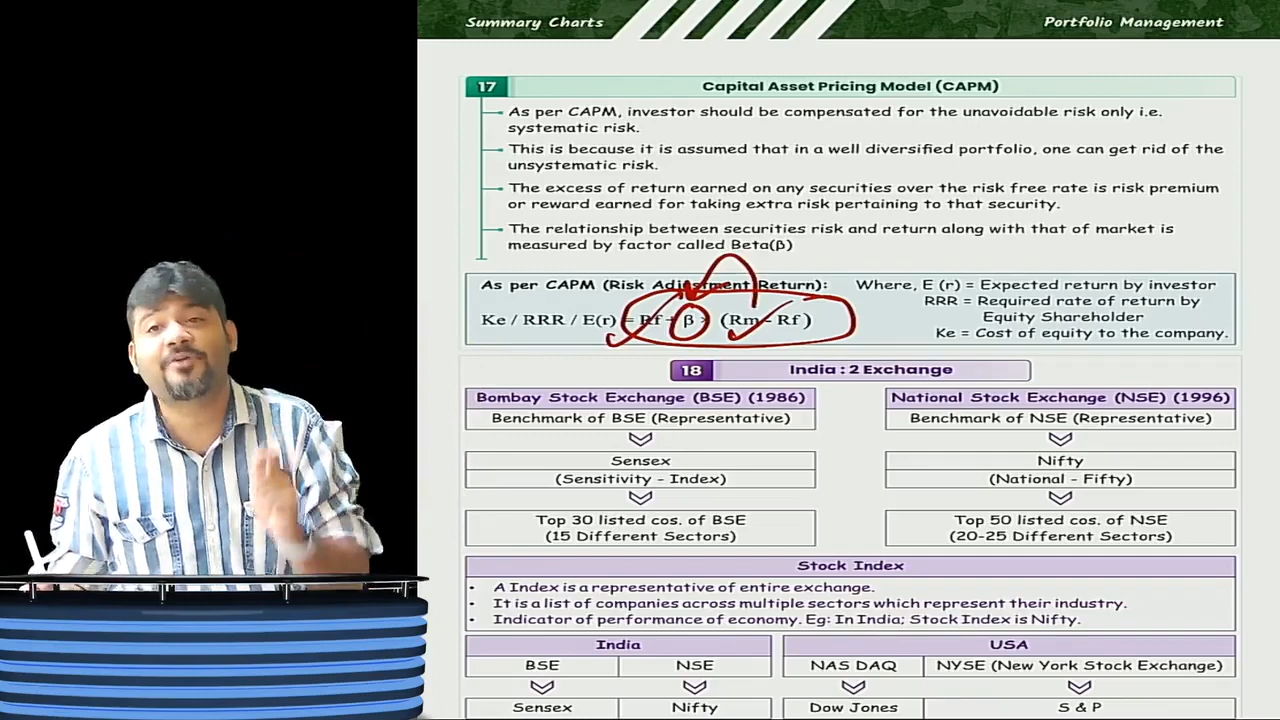 Summary Charts
Portfolio Management
17
Capital Asset Pricing Model (CAPM)
As per CAPM, investor should be compensated for the unavoidable risk only i.e.
systematic risk.
This is because it is assumed that in a well diversified portfolio, one can get rid of the
unsystematic risk.
The excess of return earned on any securities over the risk free rate is risk premium
or reward earned for taking extra risk pertaining to that security.
The relationship between securities risk and return along with that of market is
measured by factor called Beta(β)
As per CAPM (Risk Adjustment Return):
Ke / RRR / E(r) = Rf + β × (Rm - Rf )
Where, E (r) = Expected return by investor
RRR = Required rate of return by
Equity Shareholder
Ke = Cost of equity to the company.
18
India : 2 Exchange
Bombay Stock Exchange (BSE) (1986)
Benchmark of BSE (Representative)
Sensex
(Sensitivity - Index)
Top 30 listed cos. of BSE
(15 Different Sectors)
National Stock Exchange (NSE) (1996)
Benchmark of NSE (Representative)
Nifty
(National - Fifty)
Top 50 listed cos. of NSE
(20-25 Different Sectors)
Stock Index
• A Index is a representative of entire exchange.
• It is a list of companies across multiple sectors which represent their industry.
• Indicator of performance of economy. Eg: In India; Stock Index is Nifty.
India
USA
BSE
NSE
NAS DAQ
NYSE (New York Stock Exchange)
Sensex
Nifty
Dow Jones
S & P